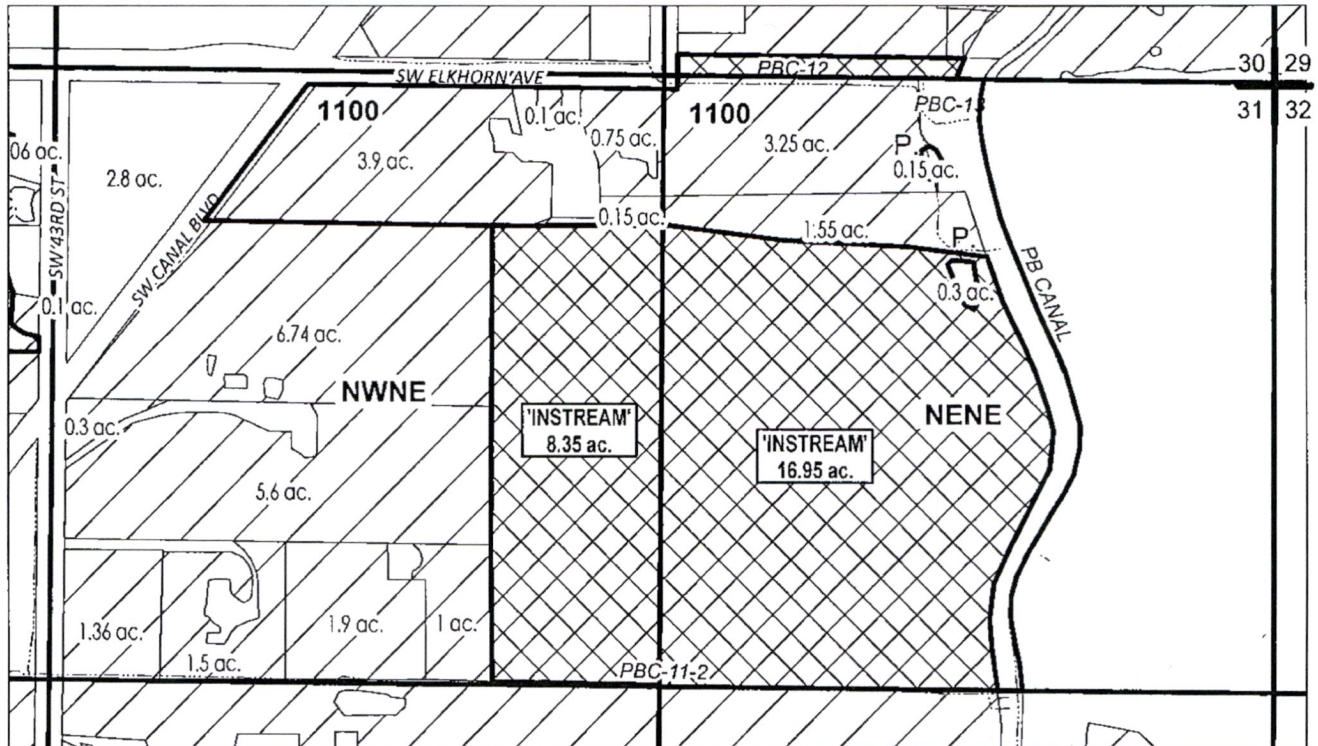 SW ELKHORN AVE
PBC-12
30
29
1100
0.1 ac.
0.75 ac.
1100
3.25 ac.
31
32
06 ac.
2.8 ac.
3.9 ac.
P.
0.15 ac.
SW 43RD ST
SW CANAL BLVD
0.15 ac.
1.55 ac.
P.
0.3 ac.
PB CANAL
0.1 ac.
6.74 ac.
NWNE
'INSTREAM'
8.35 ac.
'INSTREAM'
16.95 ac.
NENE
0.3 ac.
5.6 ac.
1.36 ac.
1.5 ac.
1.9 ac.
1 ac.
PBC-11-2